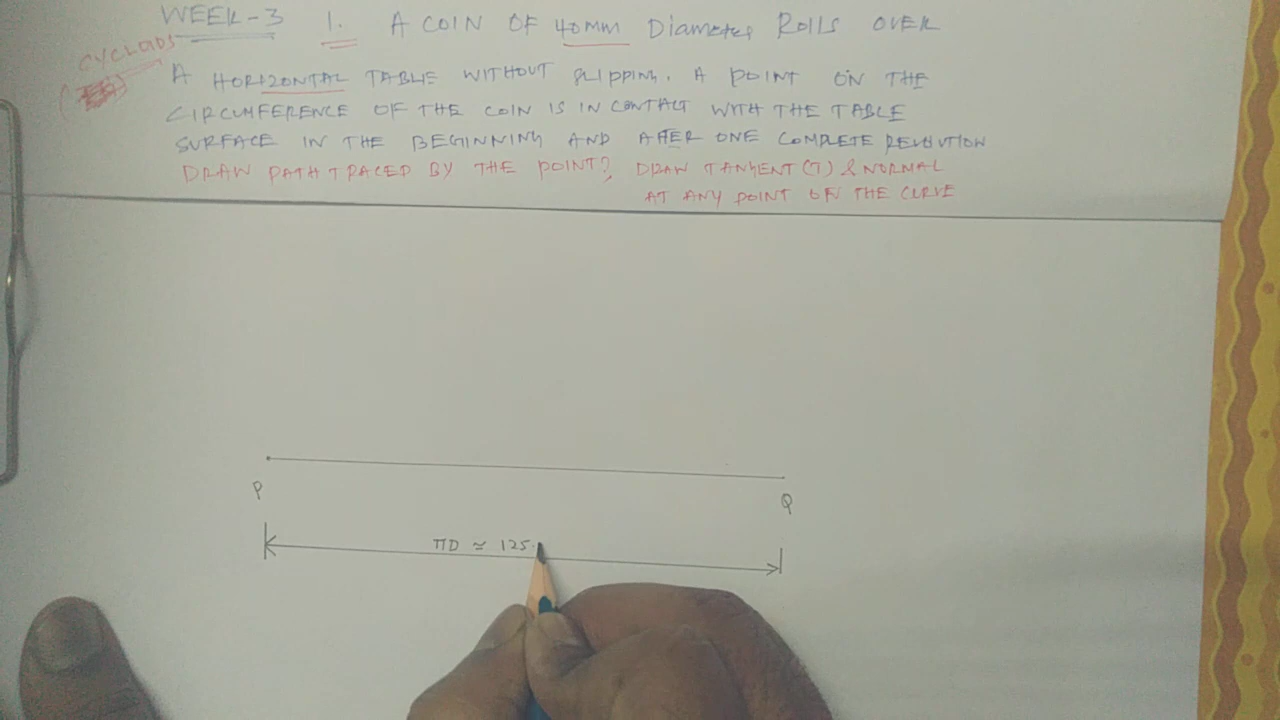 WEEK-3 1. A COIN OF 40mm Diameter Rolls OVER
CYCLOIDS
A HORIZONTAL TABLE WITHOUT SLIPPING. A POINT ON THE
CIRCUMFERENCE OF THE COIN IS IN CONTACT WITH THE TABLE
SURFACE IN THE BEGINNING AND AFTER ONE COMPLETE REVOLUTION
DRAW PATH TRACED BY THE POINT? DRAW TANGENT(T) & NORMAL
AT ANY POINT ON THE CURVE
P
Q
πD ≃ 125.